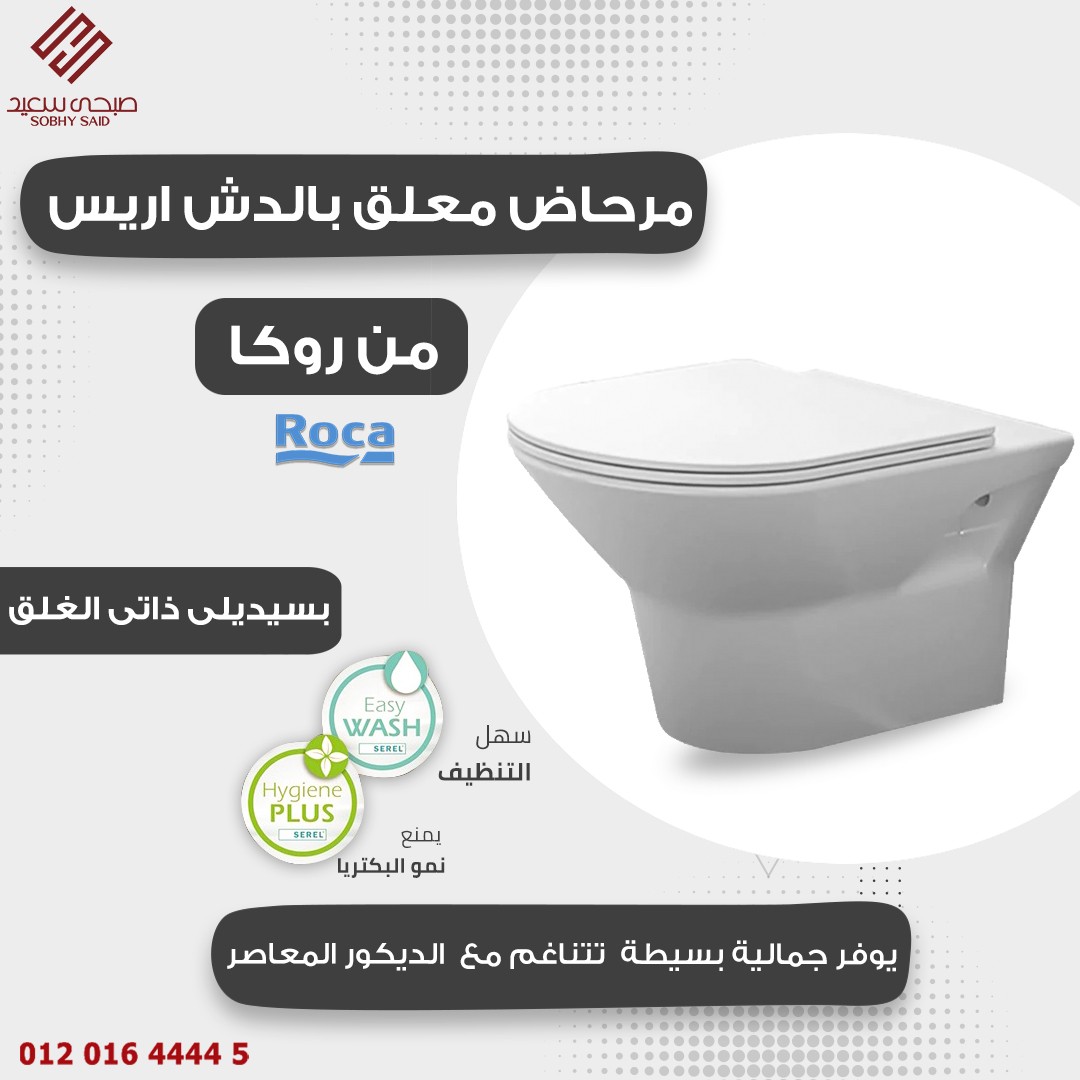 صبحى سعيد
SOBHY SAID
مرحاض معلق بالدش اريس
من روكا
Roca
بسيديلى ذاتى الغلق
Easy
WASH
SEREL
سهل
التنظيف
Hygiene
PLUS
SEREL
يمنع
نمو البكتريا
يوفر جمالية بسيطة تتناغم مع الديكور المعاصر
012 016 4444 5